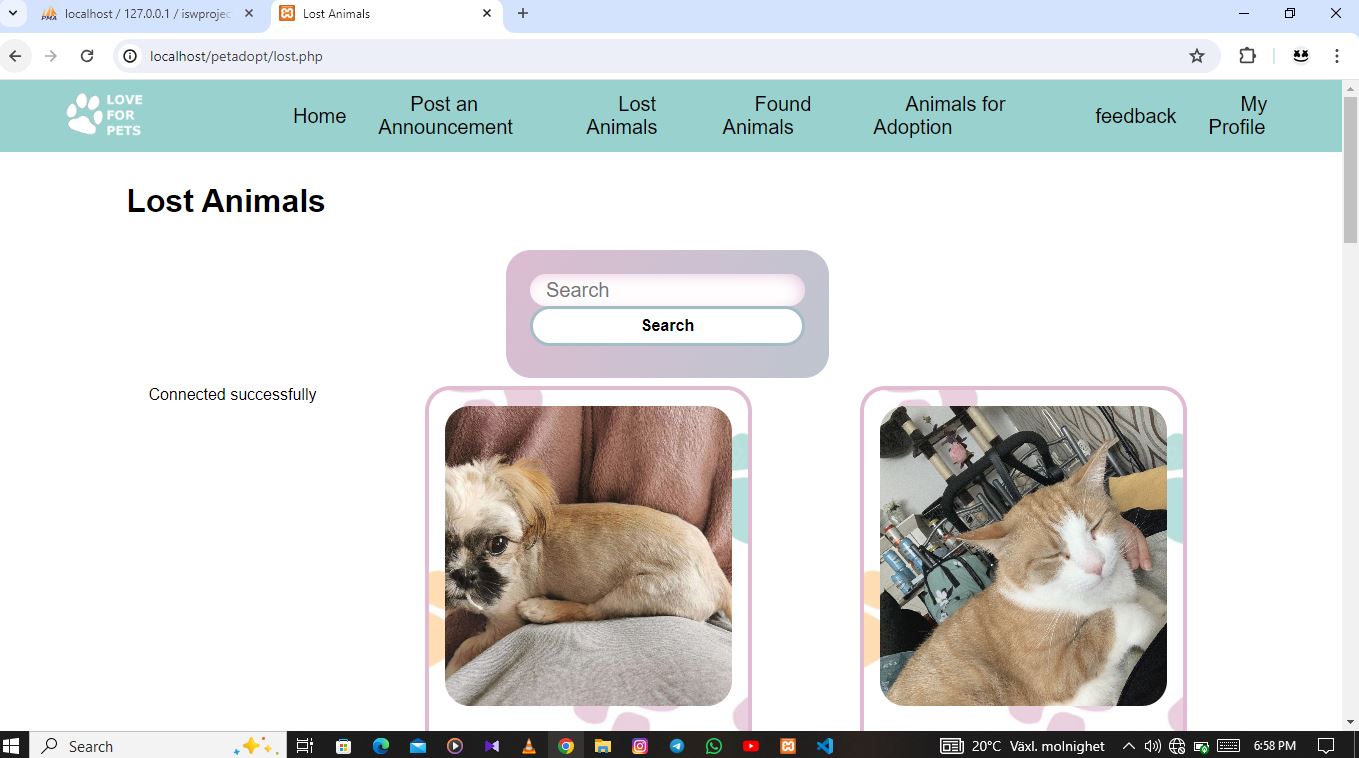 localhost / 127.0.0.1 / iswprojec
Lost Animals
localhost/petadopt/lost.php
LOVE
FOR
PETS
Home
Post an
Announcement
Lost
Animals
Found
Animals
Animals for
Adoption
feedback
My
Profile
Lost Animals
Search
Search
Connected successfully
Search
20°C Växl. molnighet
6:58 PM